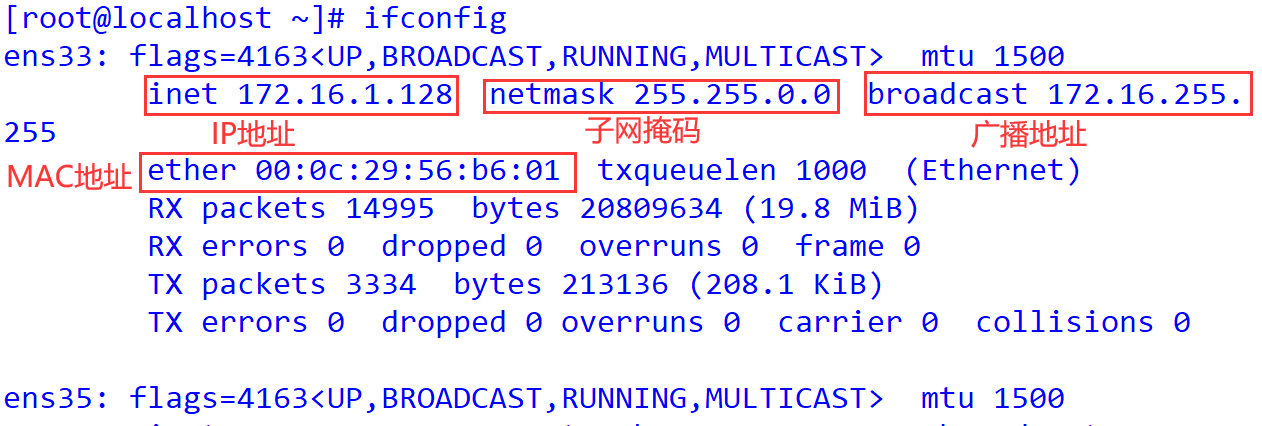 [root@localhost ~]# ifconfig
ens33: flags=4163<UP,BROADCAST,RUNNING,MULTICAST>  mtu 1500
inet 172.16.1.128  netmask 255.255.0.0  broadcast 172.16.255.
255
IP地址 子网掩码 广播地址
MAC地址 ether 00:0c:29:56:b6:01  txqueuelen 1000  (Ethernet)
RX packets 14995  bytes 20809634 (19.8 MiB)
RX errors 0  dropped 0  overruns 0  frame 0
TX packets 3334  bytes 213136 (208.1 KiB)
TX errors 0  dropped 0 overruns 0  carrier 0  collisions 0
ens35: flags=4163<UP,BROADCAST,RUNNING,MULTICAST>  mtu 1500